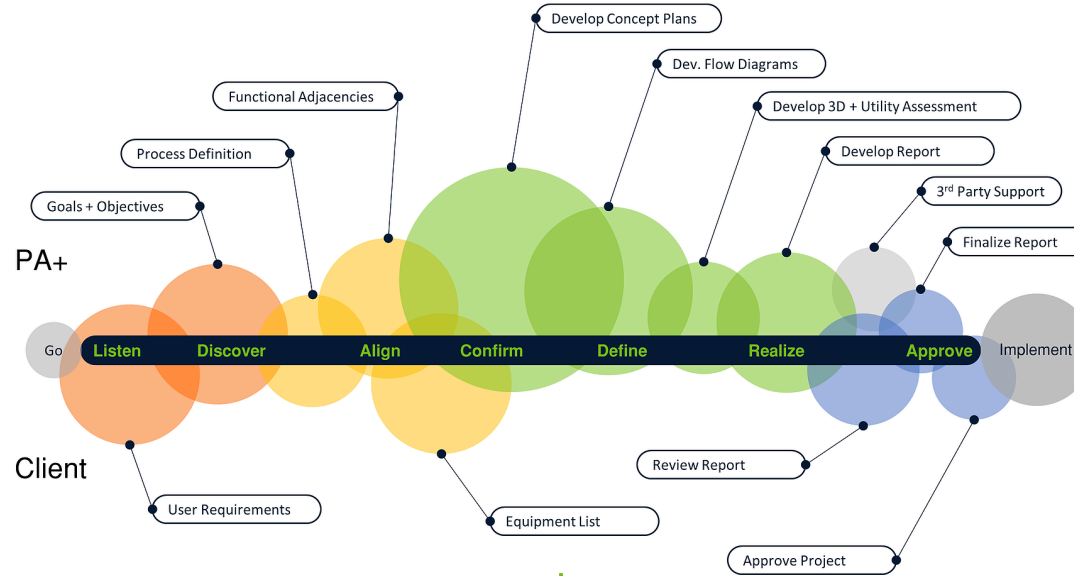 Develop Concept Plans
Dev. Flow Diagrams
Functional Adjacencies
Develop 3D + Utility Assessment
Process Definition
Develop Report
3rd Party Support
Goals + Objectives
Finalize Report
PA+
Go
Listen
Discover
Align
Confirm
Define
Realize
Approve
Implement
Client
Review Report
User Requirements
Equipment List
Approve Project